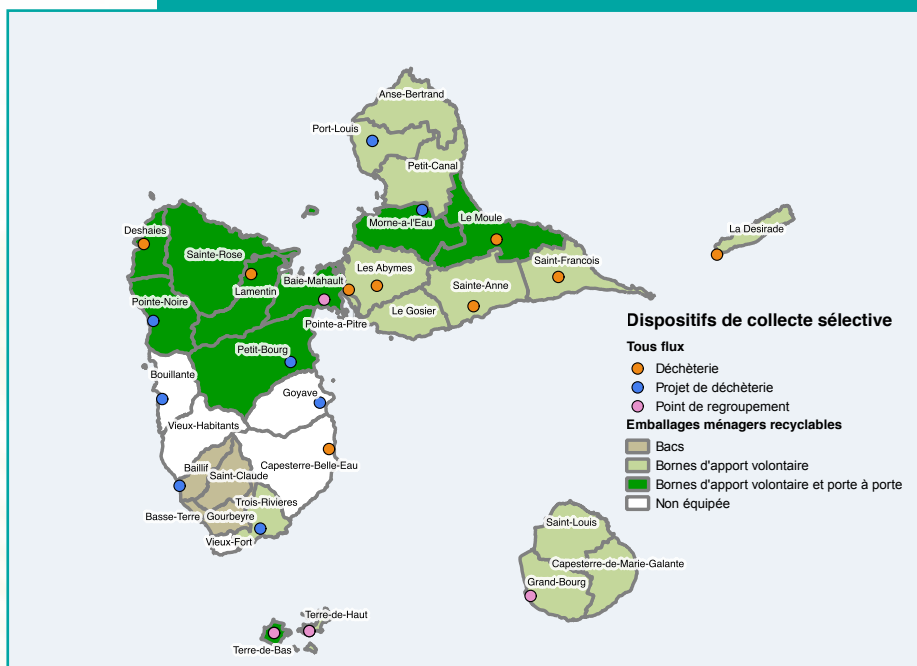 Anse-Bertrand
Port-Louis
Petit-Canal
Morne-a-l'Eau
Le Moule
La Desirade
Deshaies
Sainte-Rose
Saint-Francois
Les Abymes
Baie-Mahault
Lamentin
Sainte-Anne
Pointe-Noire
Le Gosier
Pointe-a-Pitre
Petit-Bourg
Bouillante
Goyave
Vieux-Habitants
Baillif
Saint-Claude
Capesterre-Belle-Eau
Trois-Rivieres
Basse-Terre
Gourbeyre
Vieux-Fort
Saint-Louis
Capesterre-de-Marie-Galante
Grand-Bourg
Terre-de-Haut
Terre-de-Bas
Dispositifs de collecte sélective
Tous flux
Déchèterie
Projet de déchèterie
Point de regroupement
Emballages ménagers recyclables
Bacs
Bornes d'apport volontaire
Bornes d'apport volontaire et porte à porte
Non équipée